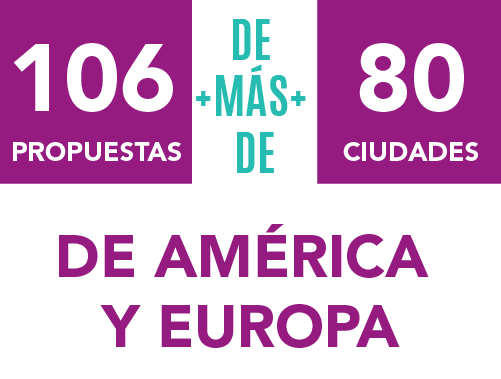 106
PROPUESTAS
DE
+MÁS+
DE
80
CIUDADES
DE AMÉRICA
Y EUROPA